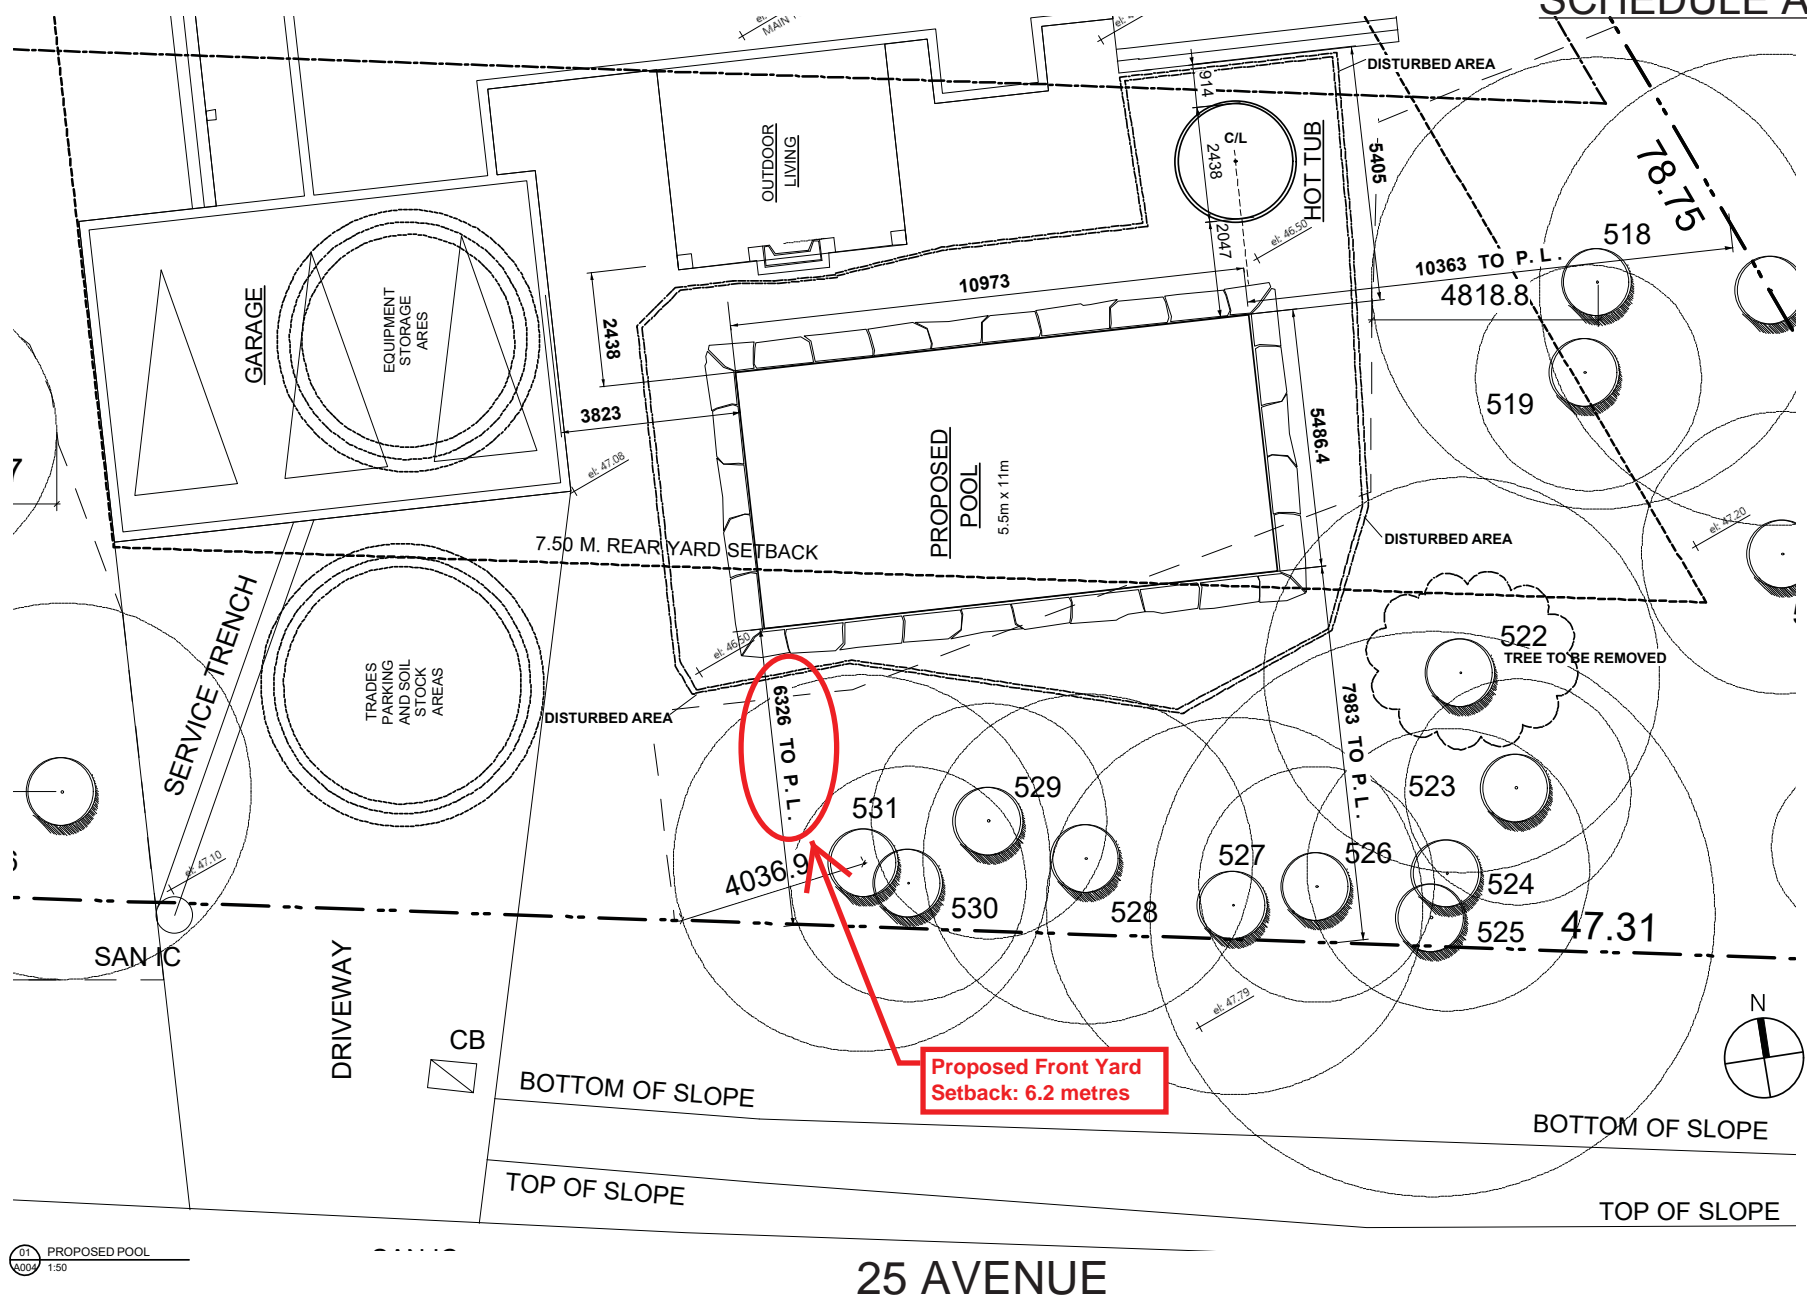 SCHEDULE A
MAIN
el:
DISTURBED AREA
914
C/L
2438
HOT TUB
5405
78.75
OUTDOOR
LIVING
2047
el: 46.50
518
10363 TO P.L.
4818.8
10973
GARAGE
EQUIPMENT
STORAGE
ARES
2438
3823
519
5486.4
PROPOSED
POOL
5.5m x 11m
7
el: 47.08
el: 47.20
7.50 M. REAR YARD SETBACK
DISTURBED AREA
SERVICE TRENCH
522
TREE TO BE REMOVED
el: 46.50
TRADES
PARKING
AND SOIL
STOCK
AREAS
DISTURBED AREA
6326 TO P.L.
7983 TO P.L.
523
529
531
4036.9
527
526
524
530
528
525
47.31
el: 47.10
SAN IC
DRIVEWAY
el: 47.79
N
CB
Proposed Front Yard
Setback: 6.2 metres
BOTTOM OF SLOPE
BOTTOM OF SLOPE
TOP OF SLOPE
TOP OF SLOPE
01
A004
PROPOSED POOL
1:50
25 AVENUE